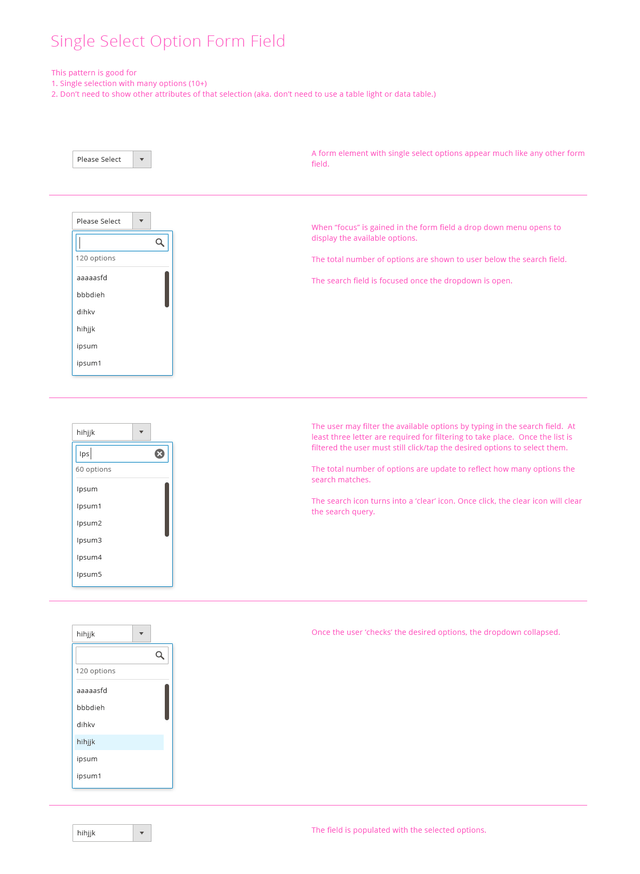 Single Select Option Form Field
This pattern is good for
1. Single selection with many options (10+)
2. Don't need to show other attributes of that selection (aka, don't need to use a table light or data table.)
Please Select
A form element with single select options appear much like any other form
field.
Please Select
120 options
aaaaasfd
bbbdieh
dihkv
hihjjk
ipsum
ipsum1
When "focus" is gained in the form field a drop down menu opens to
display the available options.
The total number of options are shown to user below the search field.
The search field is focused once the dropdown is open.
hihjjk
Ips
60 options
Ipsum
Ipsum1
Ipsum2
Ipsum3
Ipsum4
Ipsum5
The user may filter the available options by typing in the search field. At
least three letter are required for filtering to take place. Once the list is
filtered the user must still click/tap the desired options to select them.
The total number of options are update to reflect how many options the
search matches.
The search icon turns into a 'clear' icon. Once click, the clear icon will clear
the search query.
hihjjk
120 options
aaaaasfd
bbbdieh
dihkv
hihjjk
ipsum
ipsum1
Once the user 'checks' the desired options, the dropdown collapsed.
hihjjk
The field is populated with the selected options.